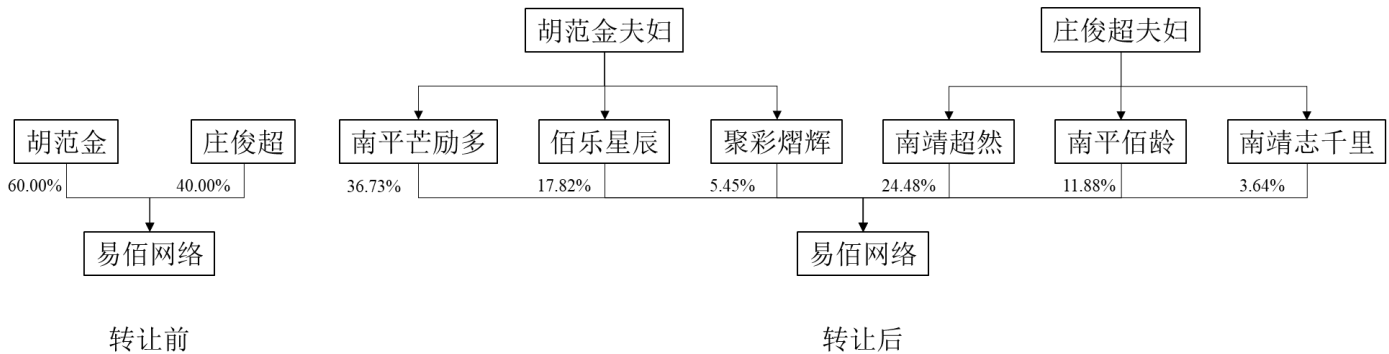 胡范金夫妇
庄俊超夫妇
胡范金
庄俊超
南平芒励多
佰乐星辰
聚彩熠辉
南靖超然
南平佰龄
南靖志千里
60.00%
40.00%
36.73%
17.82%
5.45%
24.48%
11.88%
3.64%
易佰网络
易佰网络
转让前
转让后